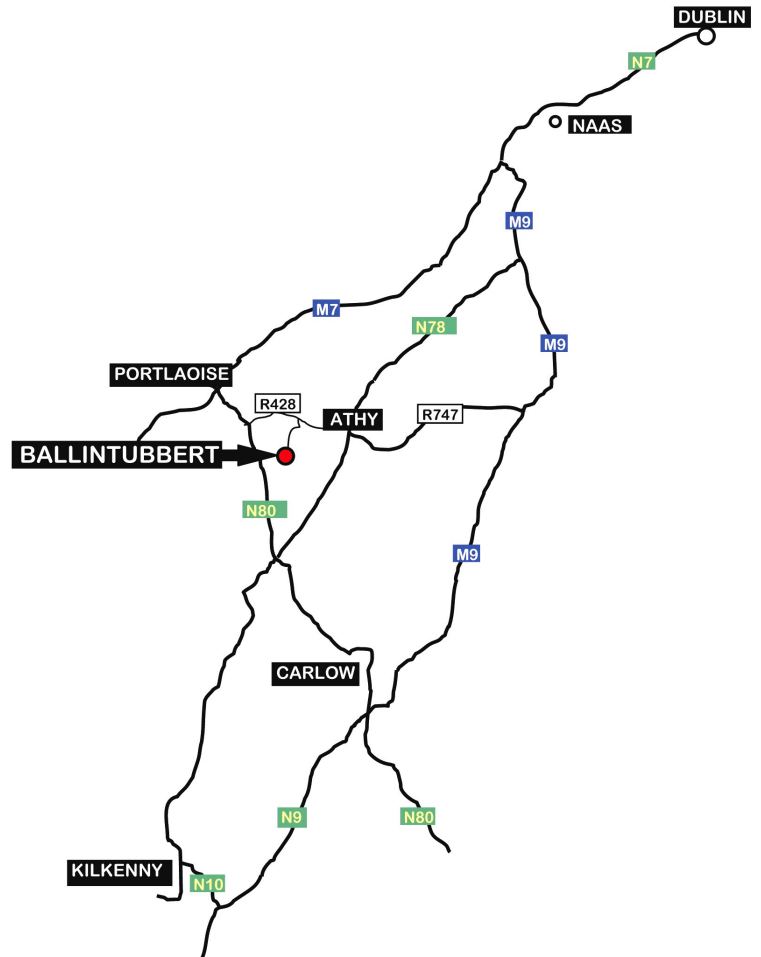 DUBLIN
N7
NAAS
M9
M7
N78
M9
PORTLAOISE
R428
ATHY
R747
BALLINTUBBERT
N80
M9
CARLOW
N9
N80
KILKENNY
N10